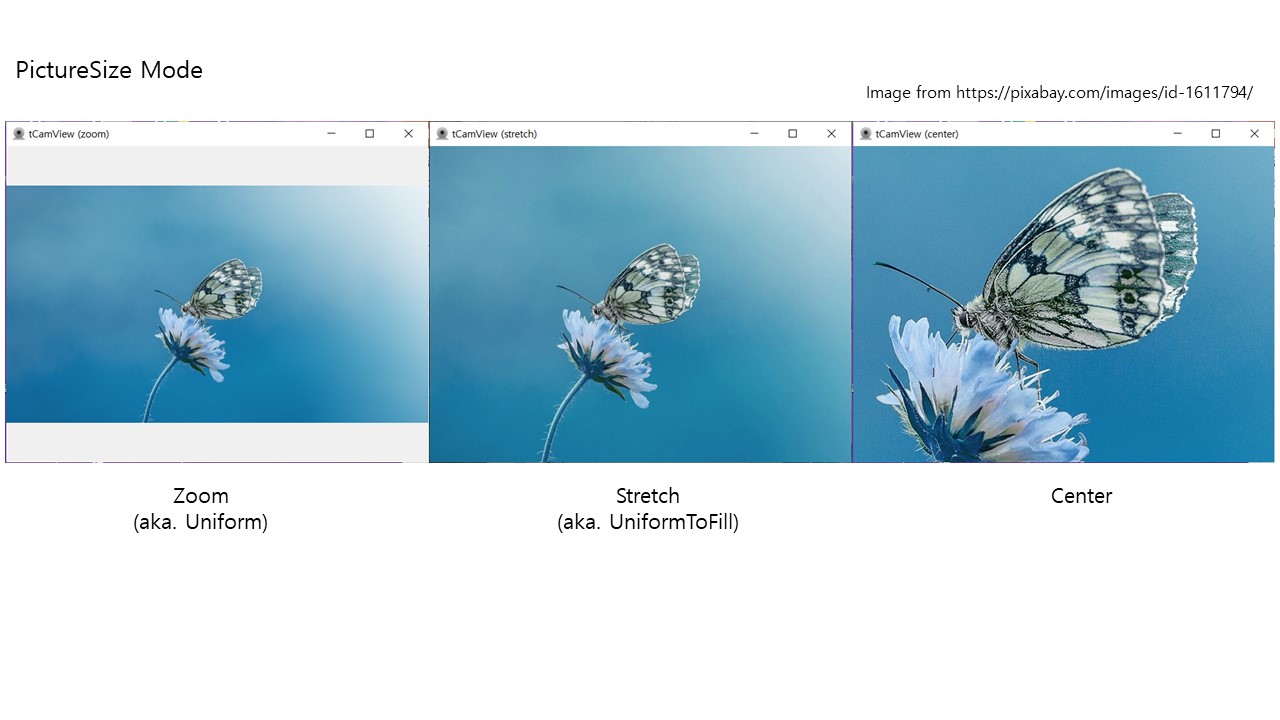 PictureSize Mode
Image from https://pixabay.com/images/id-1611794/
tCamView (zoom)
tCamView (stretch)
tCamView (center)
Zoom
(aka. Uniform)
Stretch
(aka. UniformToFill)
Center